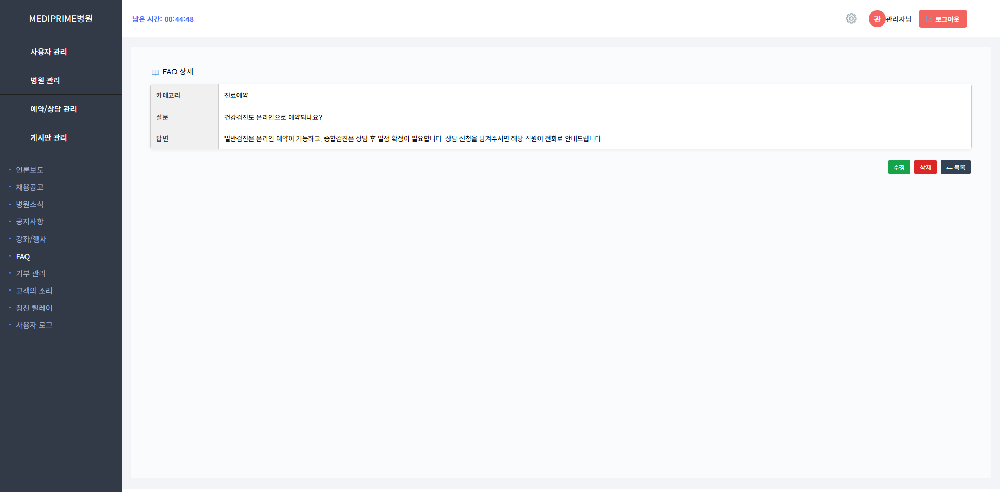 MEDIPRIME병원
남은 시간: 00:44:48
관 관리자님 로그아웃
사용자 관리
병원 관리
예약/상담 관리
게시판 관리
· 언론보도
· 채용공고
· 병원소식
· 공지사항
· 강좌/행사
· FAQ
· 기부 관리
· 고객의 소리
· 칭찬 릴레이
· 사용자 로그
FAQ 상세
카테고리 진료예약
질문 건강검진도 온라인으로 예약되나요?
답변 일반검진은 온라인 예약이 가능하고, 종합검진은 상담 후 일정 확정이 필요합니다. 상담 신청을 남겨주시면 해당 직원이 전화로 안내드립니다.
수정 삭제 ← 목록